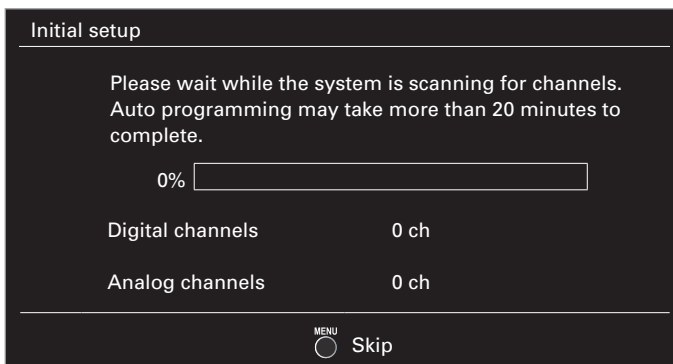 Initial setup
Please wait while the system is scanning for channels.
Auto programming may take more than 20 minutes to
complete.
0%
Digital channels 0 ch
Analog channels 0 ch
MENU
Skip